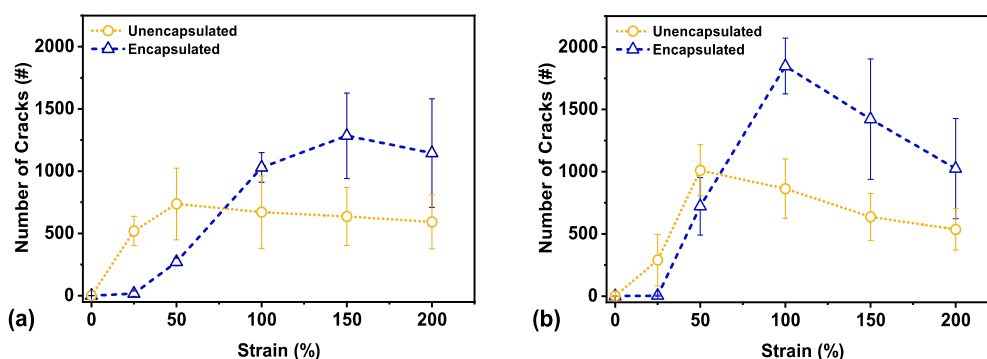 Unencapsulated
Encapsulated
2000
1500
1000
500
0
Number of Cracks (#)
0 50 100 150 200
Strain (%)
(a)
Unencapsulated
Encapsulated
2000
1500
1000
500
0
Number of Cracks (#)
0 50 100 150 200
Strain (%)
(b)